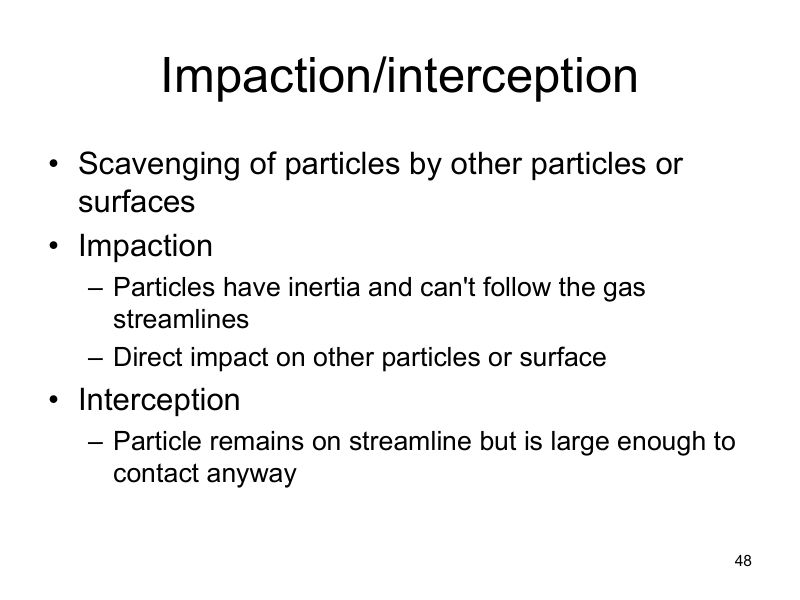 Impaction/interception
• Scavenging of particles by other particles or
surfaces
• Impaction
– Particles have inertia and can't follow the gas
streamlines
– Direct impact on other particles or surface
• Interception
– Particle remains on streamline but is large enough to
contact anyway
48